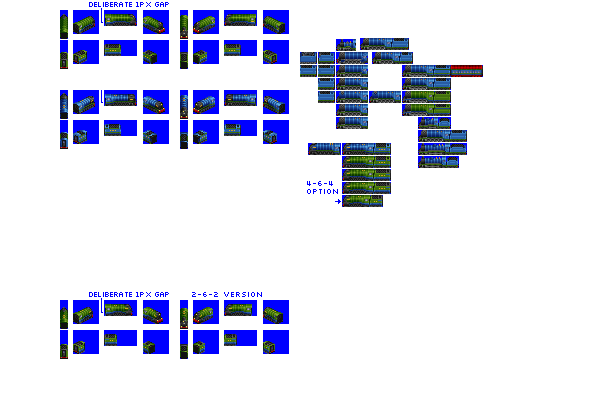 DELIBERATE 1PX GAP
4-6-4
OPTION
DELIBERATE 1PX GAP
2-6-2 VERSION